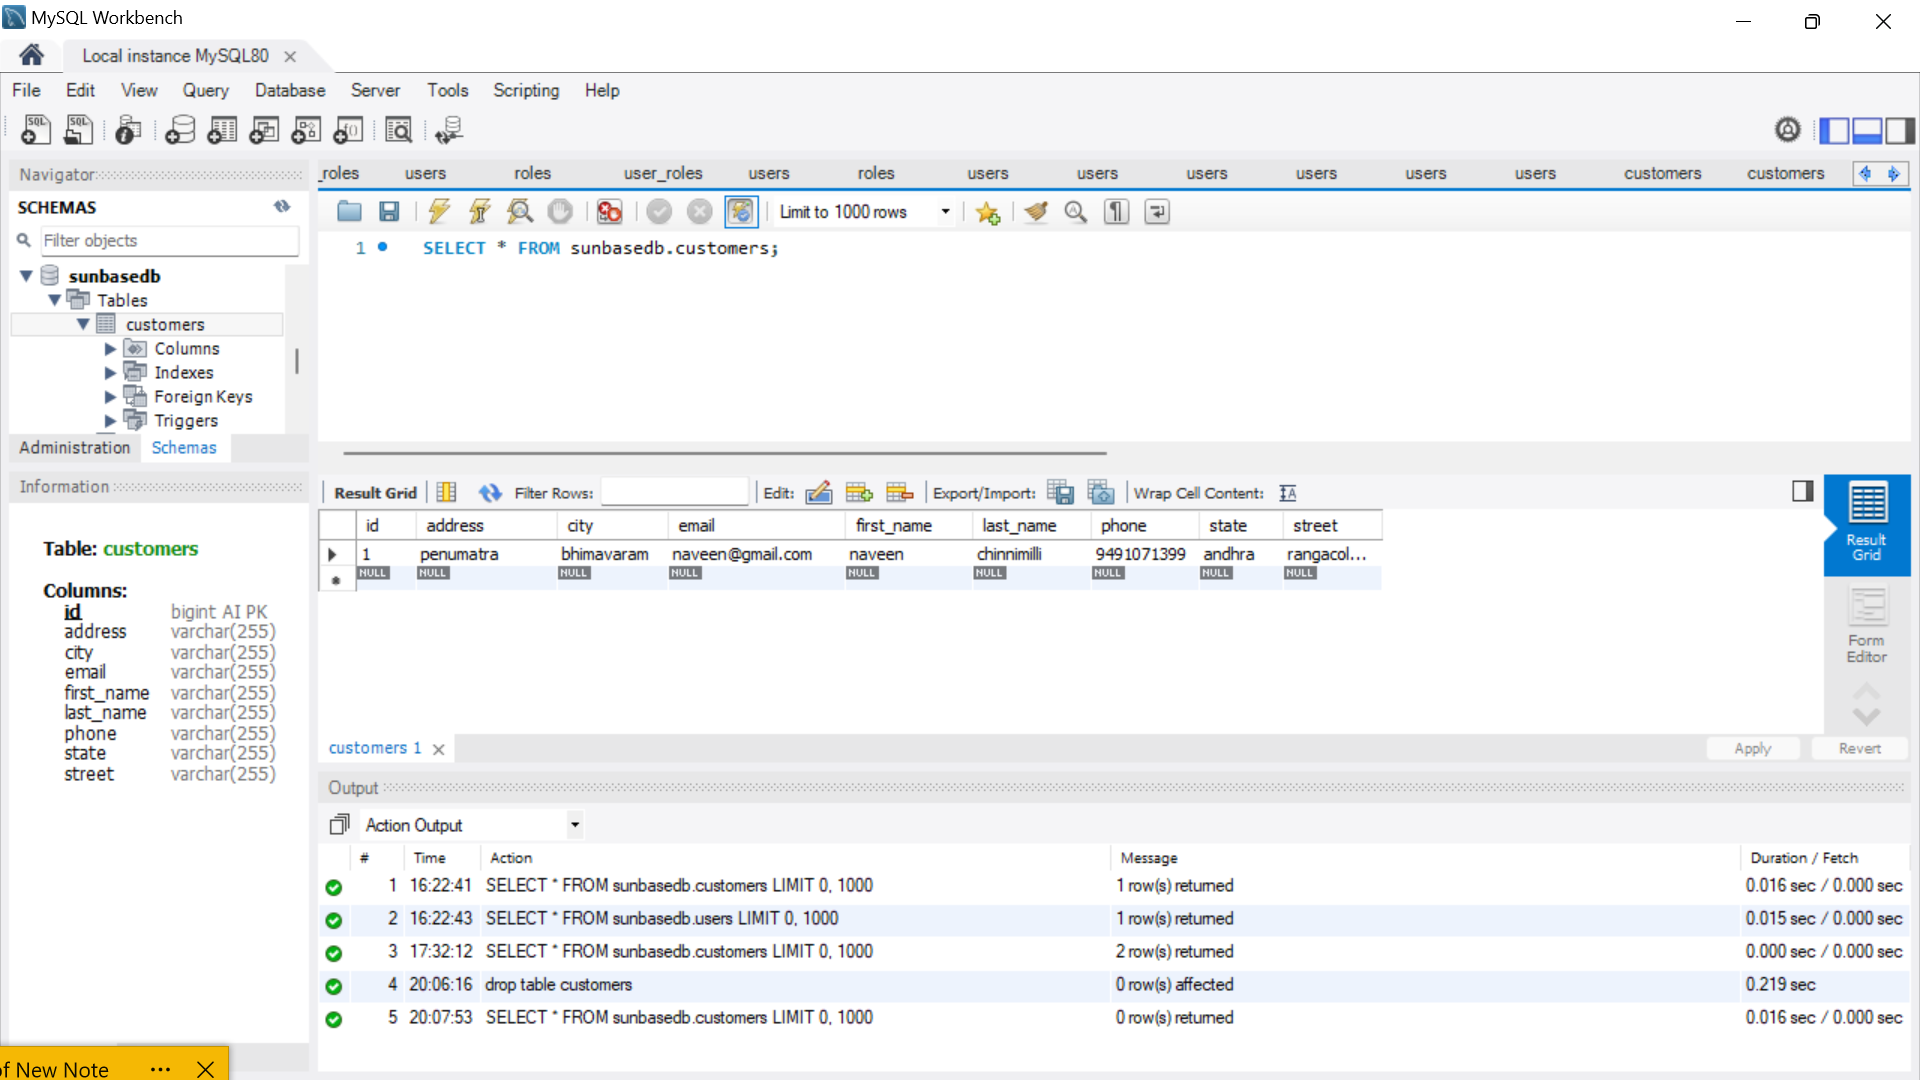 MySQL Workbench
Local instance MySQL80
File Edit View Query Database Server Tools Scripting Help
Navigator
_roles users roles user_roles users roles users users users users users users customers customers
SCHEMAS
Limit to 1000 rows
Filter objects
1 SELECT * FROM sunbasedb.customers;
sunbasedb
Tables
customers
Columns
Indexes
Foreign Keys
Triggers
Administration Schemas
Information
Result Grid Filter Rows: Edit: Export/Import: Wrap Cell Content:
id address city email first_name last_name phone state street
1 penumatra bhimavaram naveen@gmail.com naveen chinnimilli 9491071399 andhra rangacol...
NULL NULL NULL NULL NULL NULL NULL NULL NULL
Result
Grid
Form
Editor
Table: customers
Columns:
id bigint AI PK
address varchar(255)
city varchar(255)
email varchar(255)
first_name varchar(255)
last_name varchar(255)
phone varchar(255)
state varchar(255)
street varchar(255)
customers 1
Apply Revert
Output
Action Output
# Time Action Message Duration / Fetch
1 16:22:41 SELECT * FROM sunbasedb.customers LIMIT 0, 1000 1 row(s) returned 0.016 sec / 0.000 sec
2 16:22:43 SELECT * FROM sunbasedb.users LIMIT 0, 1000 1 row(s) returned 0.015 sec / 0.000 sec
3 17:32:12 SELECT * FROM sunbasedb.customers LIMIT 0, 1000 2 row(s) returned 0.000 sec / 0.000 sec
4 20:06:16 drop table customers 0 row(s) affected 0.219 sec
5 20:07:53 SELECT * FROM sunbasedb.customers LIMIT 0, 1000 0 row(s) returned 0.016 sec / 0.000 sec
of New Note